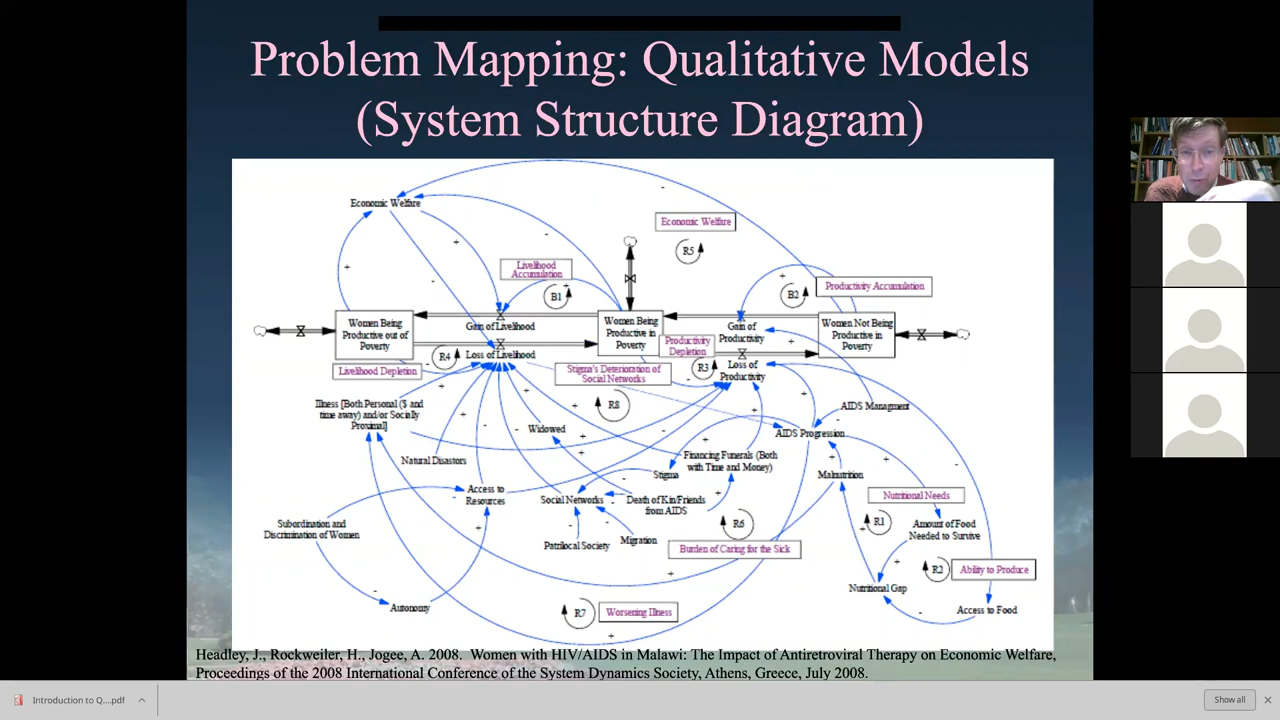 Problem Mapping: Qualitative Models
(System Structure Diagram)
Economic Welfare
-
Economic Welfare
R5
+
-
Livelihood
Accumulation
B1
+
+
-
+
B2
Productivity Accumulation
Women Being
Productive out of
Poverty
Gain of Livelihood
Loss of Livelihood
Women Being
Productive in
Poverty
Gain of
Productivity
Women Not Being
Productive in
Poverty
+
Productivity
Depletion
R4
Livelihood Depletion
Stigma's Deterioration of
Social Networks
R3
Loss of
Productivity
-
R8
+
+
+
+
Illness [Both Personal ($ and
time away) and/or Socially
Proximal]
+
-
-
Widowed
+
+
-
+
AIDS Managment
-
AIDS Progression
Natural Disastors
Financing Funerals (Both
with Time and Money)
+
+
-
Stigma
-
Malnutrition
Access to
Resources
-
Social Networks
-
Death of Kin/Friends
from AIDS
+
Nutritional Needs
Subordination and
Discrimination of Women
+
-
-
Patrilocal Society
Migration
R6
Burden of Caring for the Sick
+
R1
Amount of Food
Needed to Survive
+
R2
Ability to Produce
-
Autonomy
+
Nutritional Gap
R7
Worsening Illness
-
Access to Food
+
Headley, J., Rockweiler, H., Jogee, A. 2008. Women with HIV/AIDS in Malawi: The Impact of Antiretroviral Therapy on Economic Welfare,
Proceedings of the 2008 International Conference of the System Dynamics Society, Athens, Greece, July 2008.
Introduction to Q....pdf
Show all